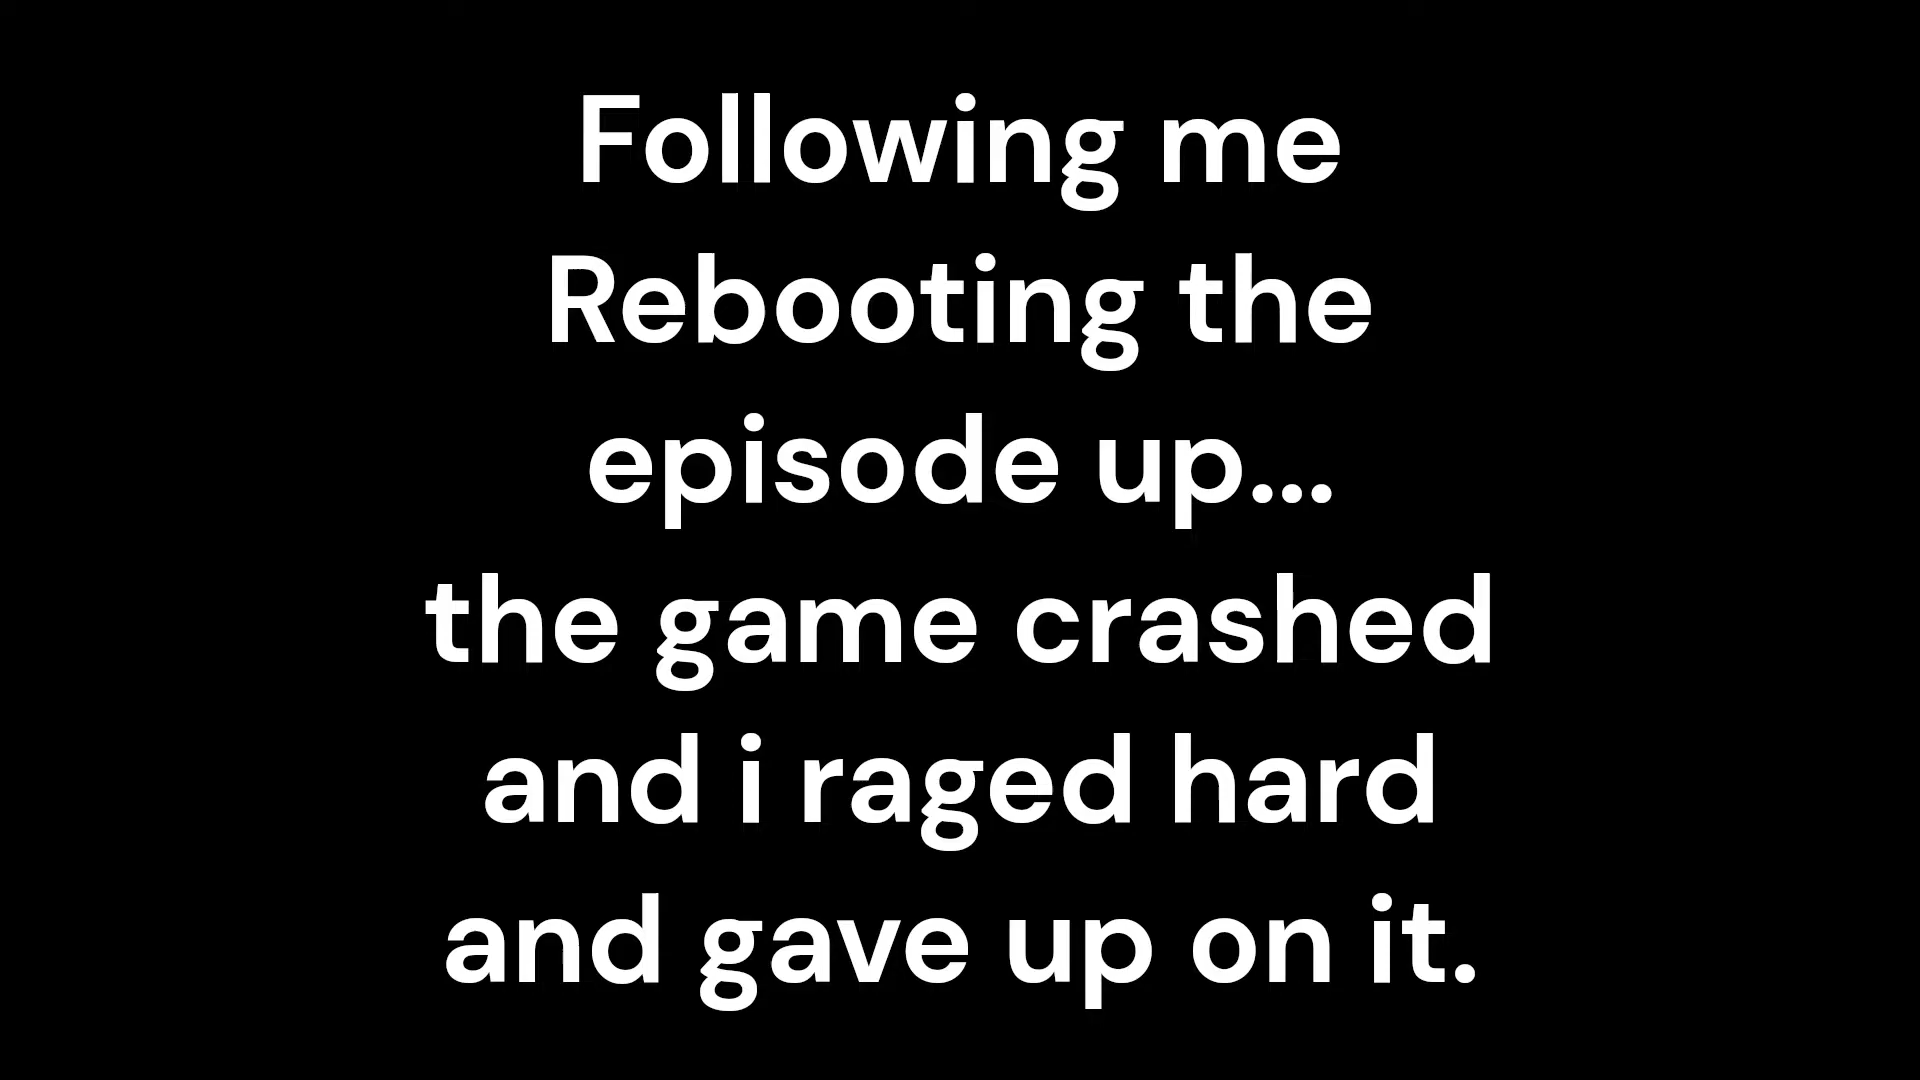 Following me
Rebooting the
episode up...
the game crashed
and i raged hard
and gave up on it.